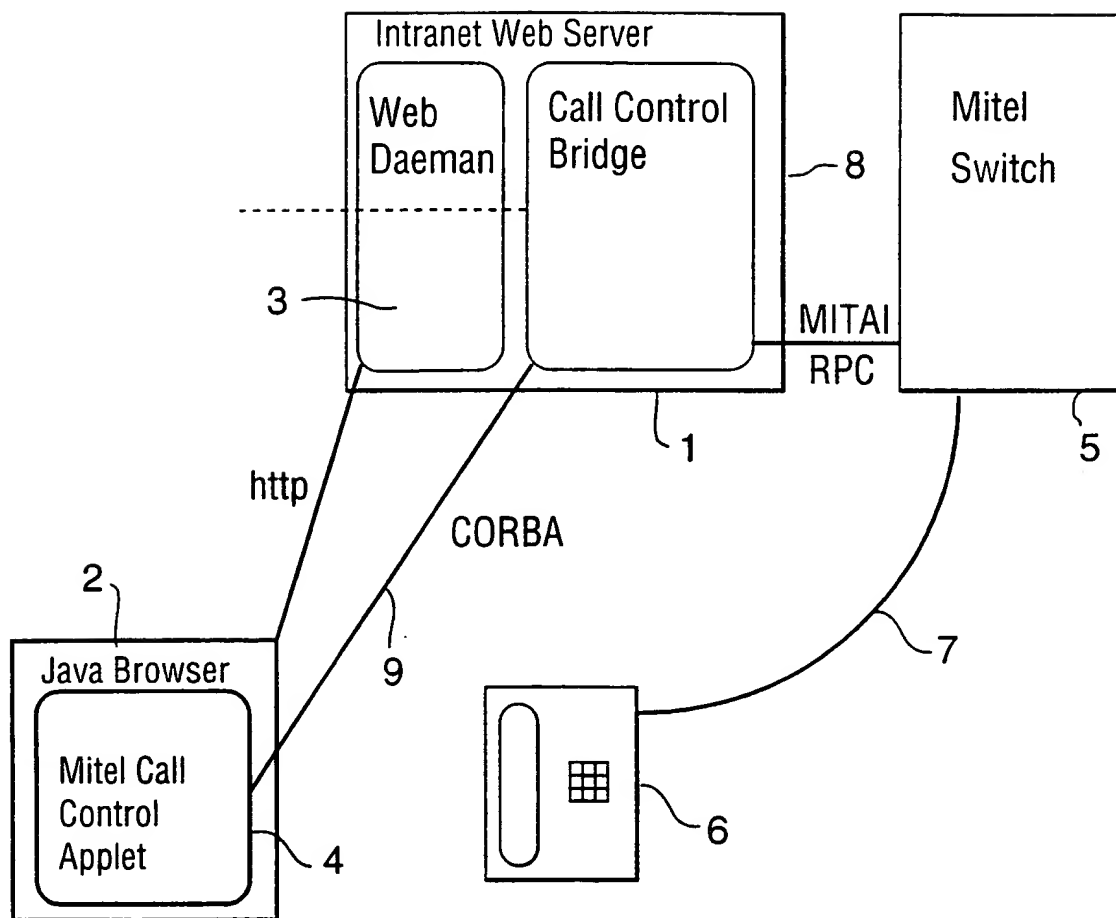 Intranet Web Server
Web
Daeman
Call Control
Bridge
Mitel
Switch
8
3
MITAI
RPC
1
5
http
CORBA
2
9
7
Java Browser
Mitel Call
Control
Applet
4
6